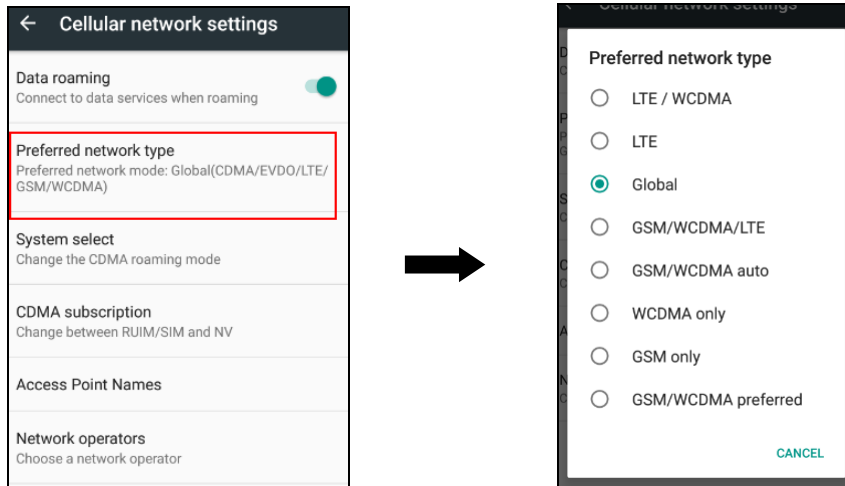 Cellular network settings
Data roaming
Connect to data services when roaming
Preferred network type
Preferred network mode: Global(CDMA/EVDO/LTE/
GSM/WCDMA)
System select
Change the CDMA roaming mode
CDMA subscription
Change between RUIM/SIM and NV
Access Point Names
Network operators
Choose a network operator
Cellular network settings
Preferred network type
LTE / WCDMA
LTE
Global
GSM/WCDMA/LTE
GSM/WCDMA auto
WCDMA only
GSM only
GSM/WCDMA preferred
CANCEL